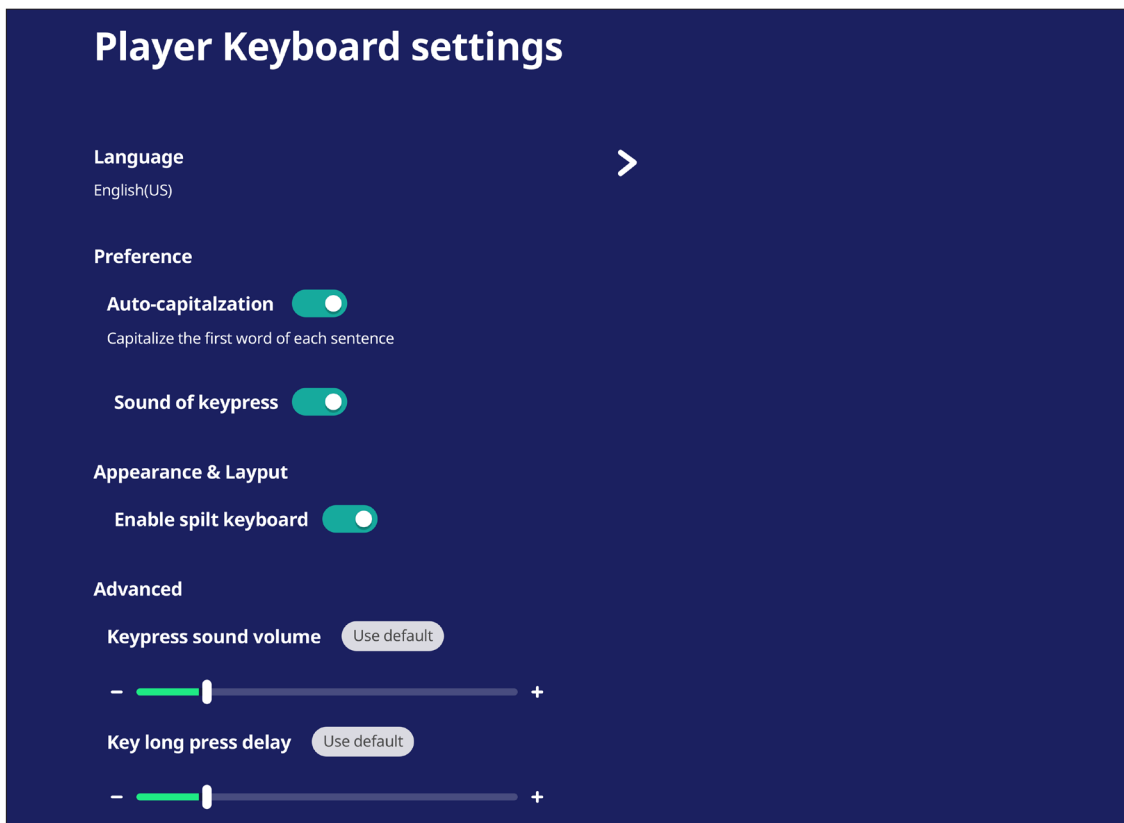 Player Keyboard settings
Language
English(US)
Preference
Auto-capitalzation
Capitalize the first word of each sentence
Sound of keypress
Appearance & Layput
Enable spilt keyboard
Advanced
Keypress sound volume Use default
- +
Key long press delay Use default
- +